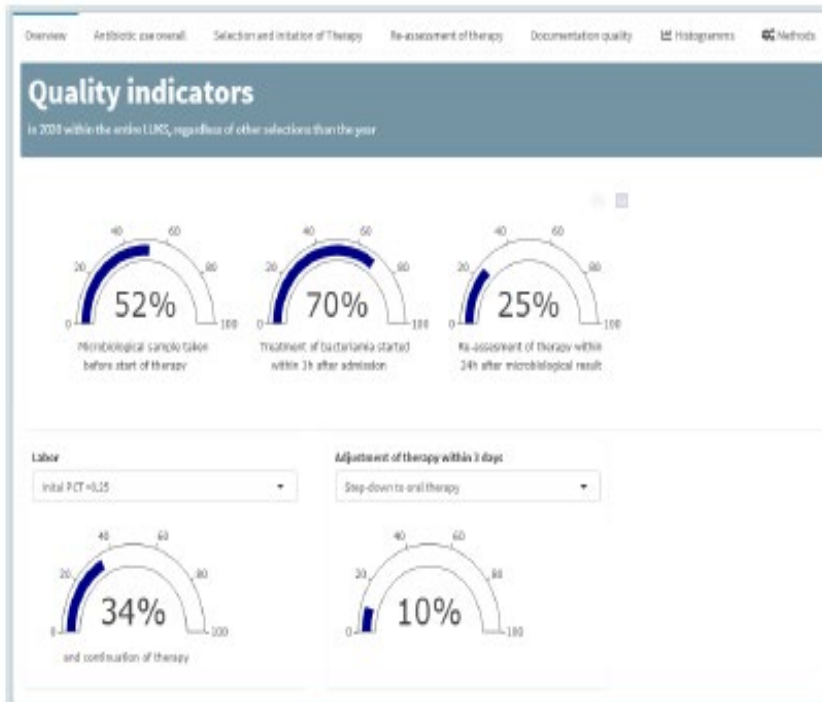 Overview Antibiotic use overall Selection and initation of Therapy Re-assessment of therapy Documentation quality Histogramms Methods
Quality indicators
in 2020 within the entire LUKS, regardless of other selections than the year
0 20 40 60 80 100
52%
Microbiological sample taken
before start of therapy
0 20 40 60 80 100
70%
Treatment of bacteriamia started
within 1h after admission
0 20 40 60 80 100
25%
Re-assesment of therapy within
24h after microbiological result
Labor
Inital PCT <0.25
0 20 40 60 80 100
34%
and continuation of therapy
Adjustment of therapy within 3 days
Step-down to oral therapy
0 20 40 60 80 100
10%